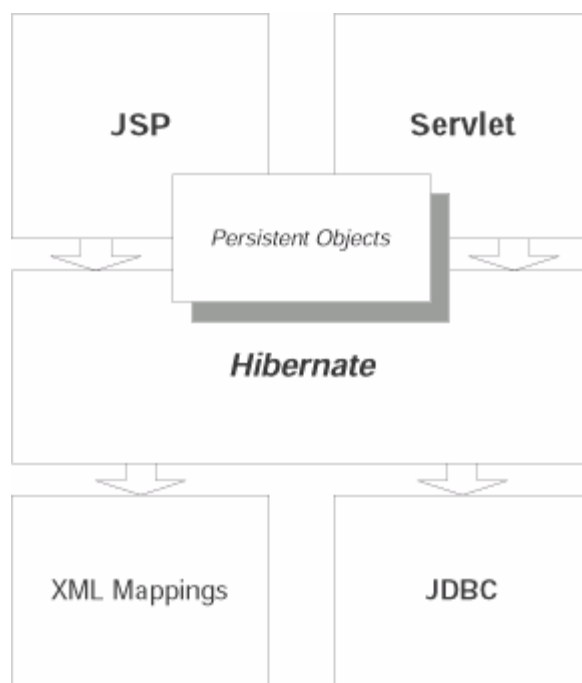 JSP
Servlet
Persistent Objects
Hibernate
XML Mappings
JDBC